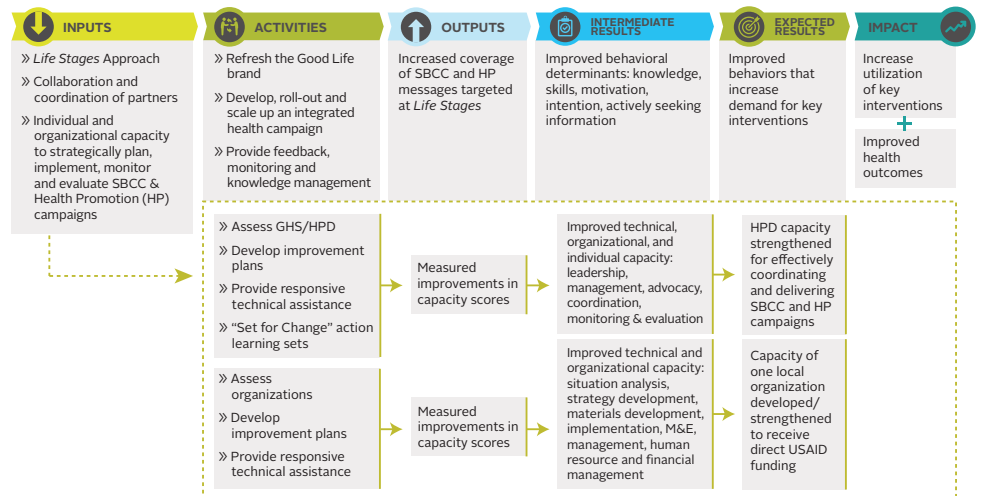 INPUTS
» Life Stages Approach
» Collaboration and
coordination of partners
» Individual and
organizational capacity
to strategically plan,
implement, monitor
and evaluate SBCC &
Health Promotion (HP)
campaigns
ACTIVITIES
» Refresh the Good Life
brand
» Develop, roll-out and
scale up an integrated
health campaign
» Provide feedback,
monitoring and
knowledge management
OUTPUTS
Increased coverage
of SBCC and HP
messages targeted
at Life Stages
INTERMEDIATE
RESULTS
Improved behavioral
determinants: knowledge,
skills, motivation,
intention, actively seeking
information
EXPECTED
RESULTS
Improved
behaviors that
increase
demand for key
interventions
IMPACT
Increase
utilization
of key
interventions
+
Improved
health
outcomes
» Assess GHS/HPD
» Develop improvement
plans
» Provide responsive
technical assistance
» “Set for Change” action
learning sets
Measured
improvements in
capacity scores
Improved technical,
organizational, and
individual capacity:
leadership,
management, advocacy,
coordination,
monitoring & evaluation
HPD capacity
strengthened
for effectively
coordinating
and delivering
SBCC and HP
campaigns
» Assess
organizations
» Develop
improvement plans
» Provide responsive
technical assistance
Measured
improvements in
capacity scores
Improved technical and
organizational capacity:
situation analysis,
strategy development,
materials development,
implementation, M&E,
management, human
resource and financial
management
Capacity of
one local
organization
developed/
strengthened
to receive
direct USAID
funding